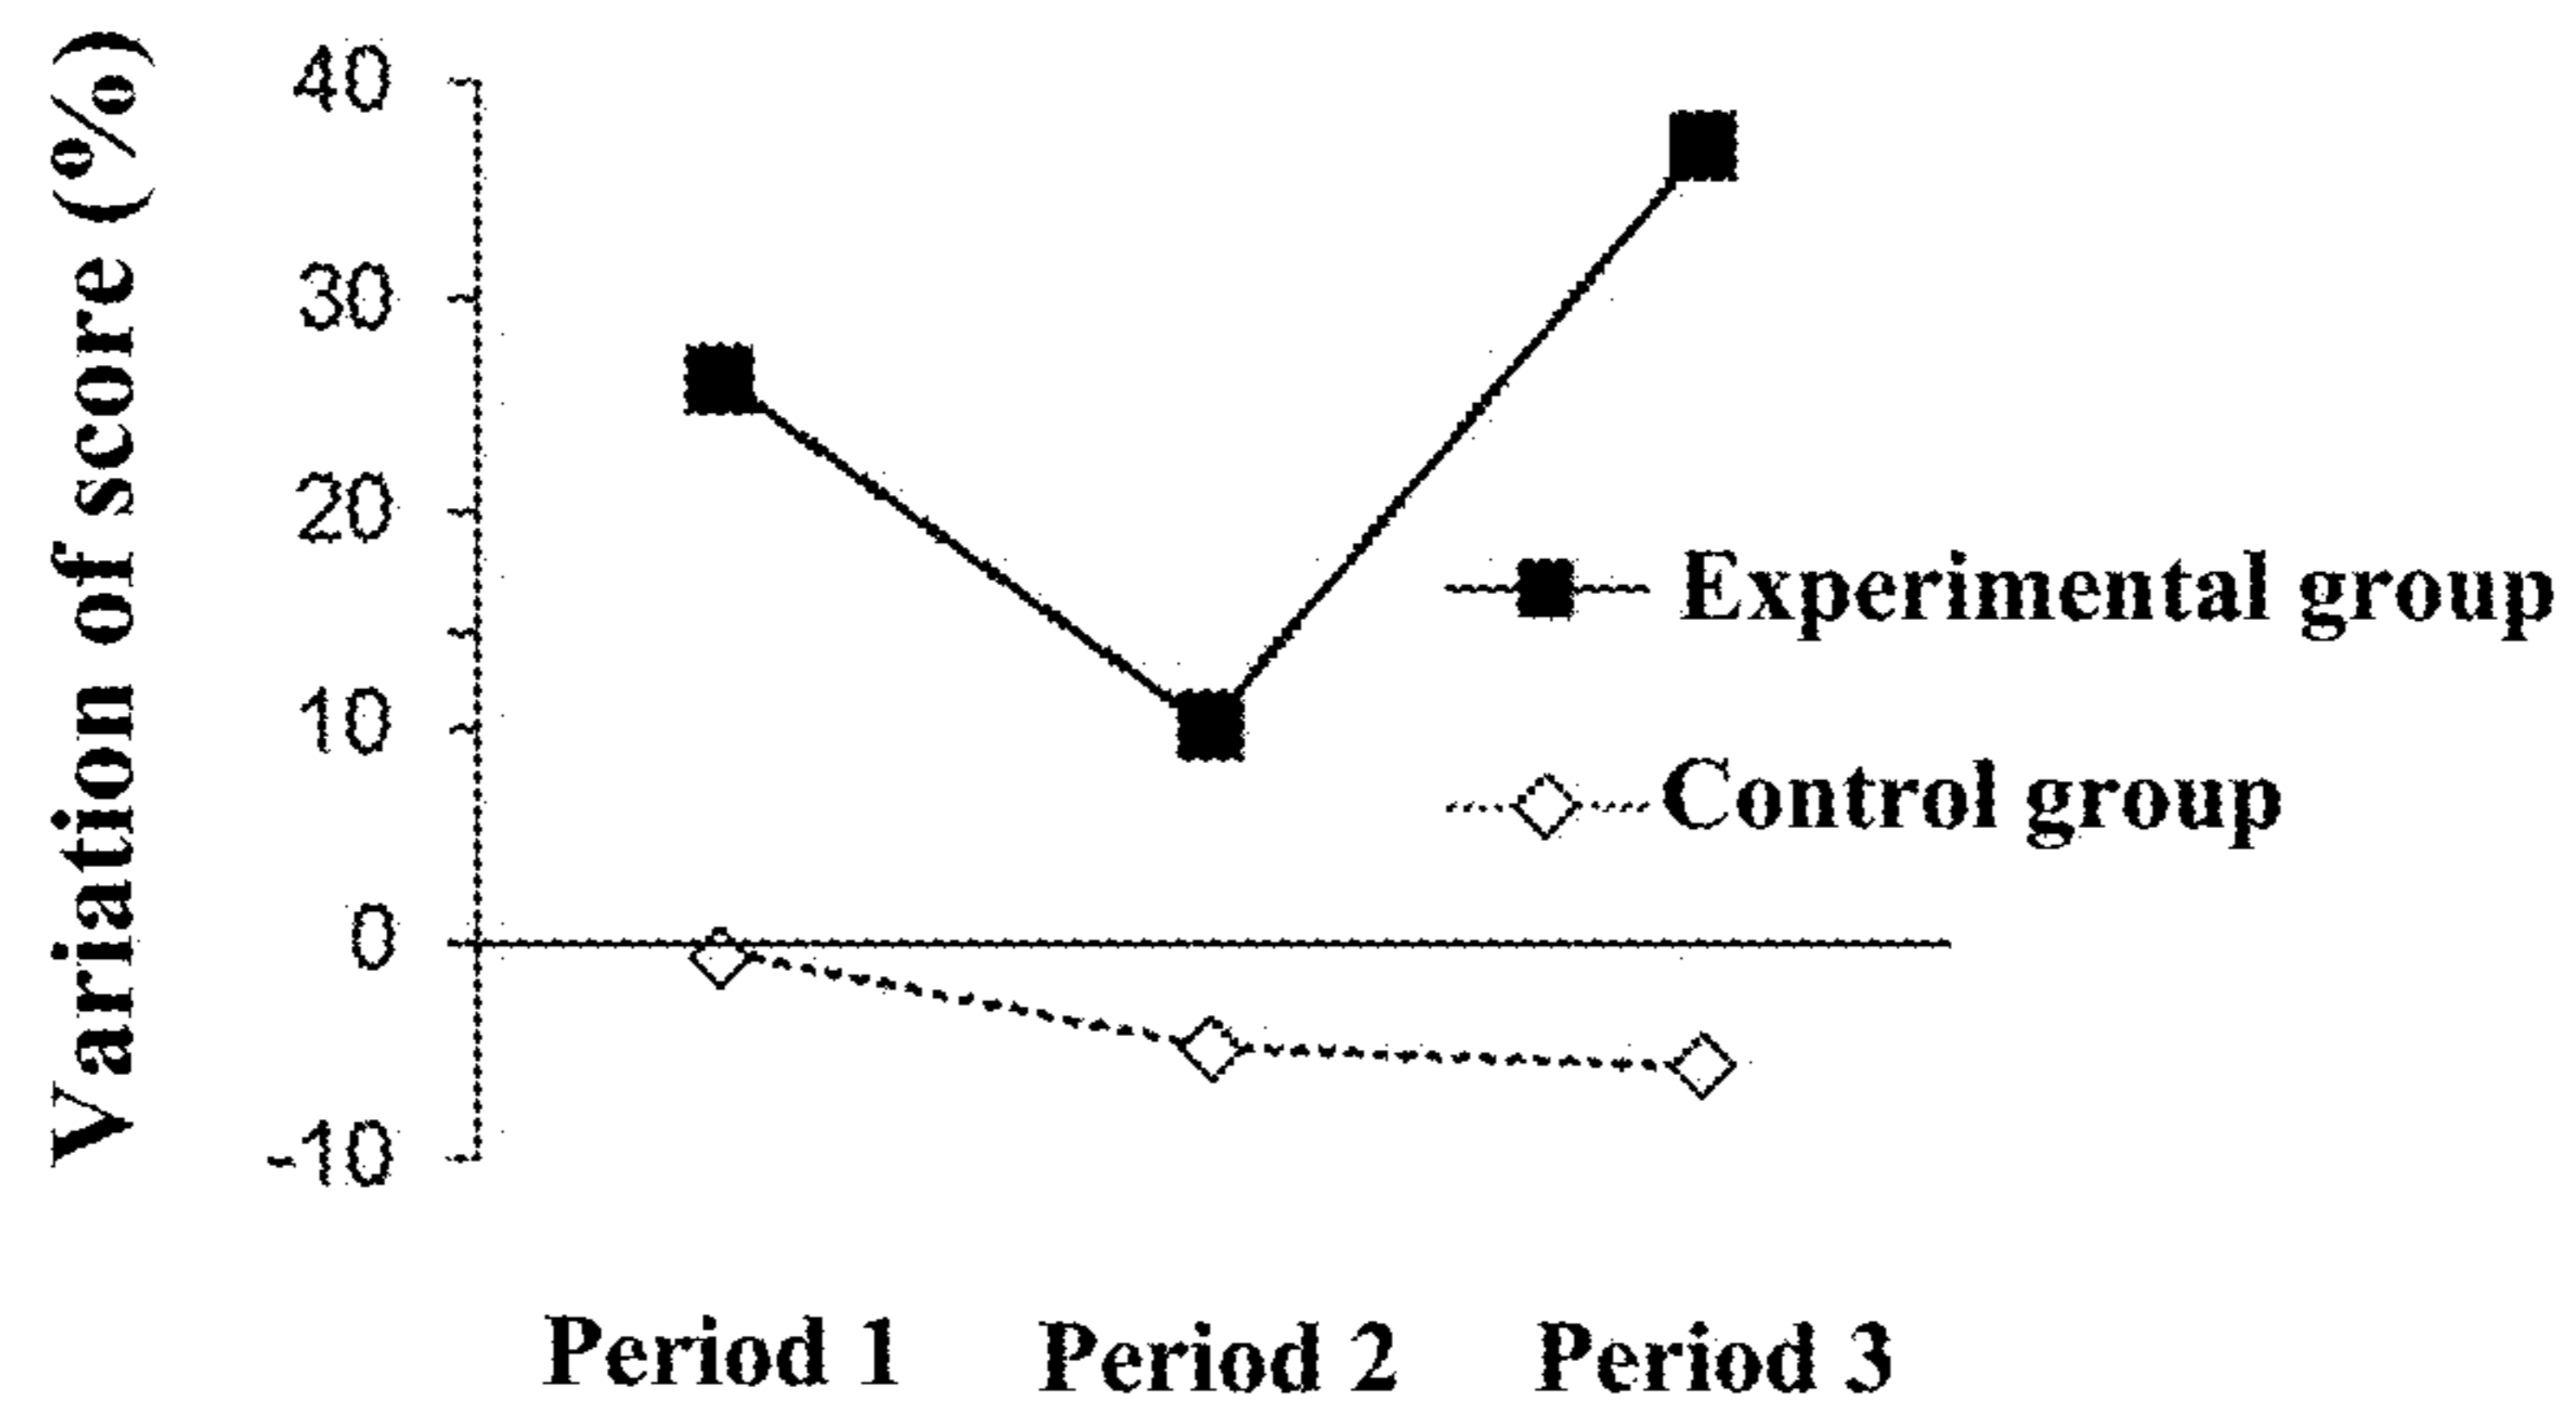 Variation of score (%)
40
30
20
10
0
-10
Experimental group
Control group
Period 1 Period 2 Period 3